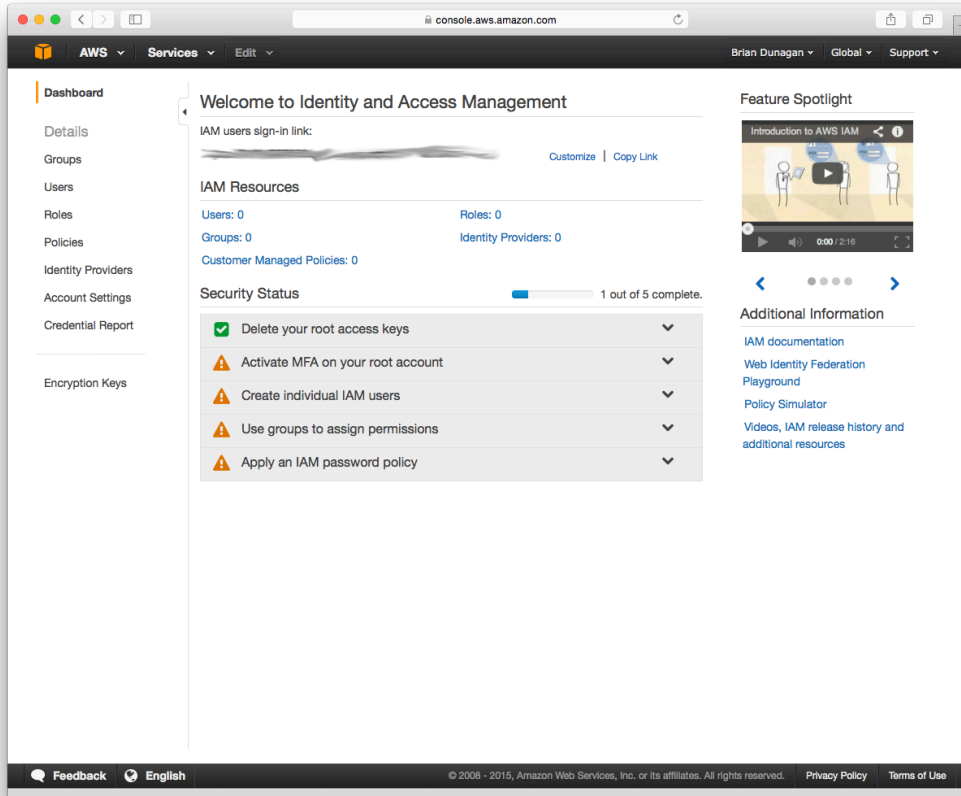 console.aws.amazon.com
AWS Services Edit Brian Dunagan Global Support
Dashboard
Details
Groups
Users
Roles
Policies
Identity Providers
Account Settings
Credential Report
Encryption Keys
Welcome to Identity and Access Management
IAM users sign-in link:
Customize | Copy Link
IAM Resources
Users: 0 Roles: 0
Groups: 0 Identity Providers: 0
Customer Managed Policies: 0
Security Status 1 out of 5 complete.
Delete your root access keys
Activate MFA on your root account
Create individual IAM users
Use groups to assign permissions
Apply an IAM password policy
Feature Spotlight
Introduction to AWS IAM
0:00 / 2:16
Additional Information
IAM documentation
Web Identity Federation
Playground
Policy Simulator
Videos, IAM release history and
additional resources
Feedback English © 2008 - 2015, Amazon Web Services, Inc. or its affiliates. All rights reserved. Privacy Policy Terms of Use